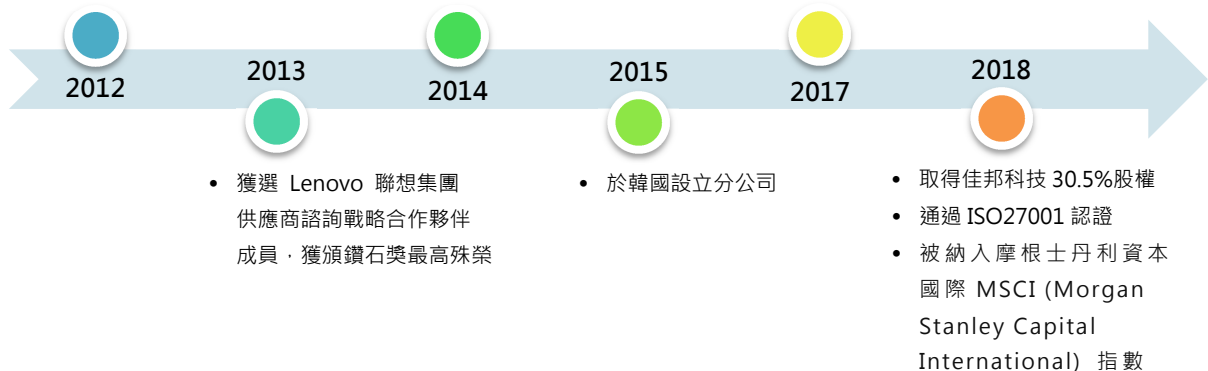 2012
2013
2014
2015
2017
2018
• 獲選 Lenovo 聯想集團
供應商諮詢戰略合作夥伴
成員，獲頒鑽石獎最高殊榮
• 於韓國設立分公司
• 取得佳邦科技 30.5%股權
• 通過 ISO27001 認證
• 被納入摩根士丹利資本
國際 MSCI (Morgan
Stanley Capital
International) 指數